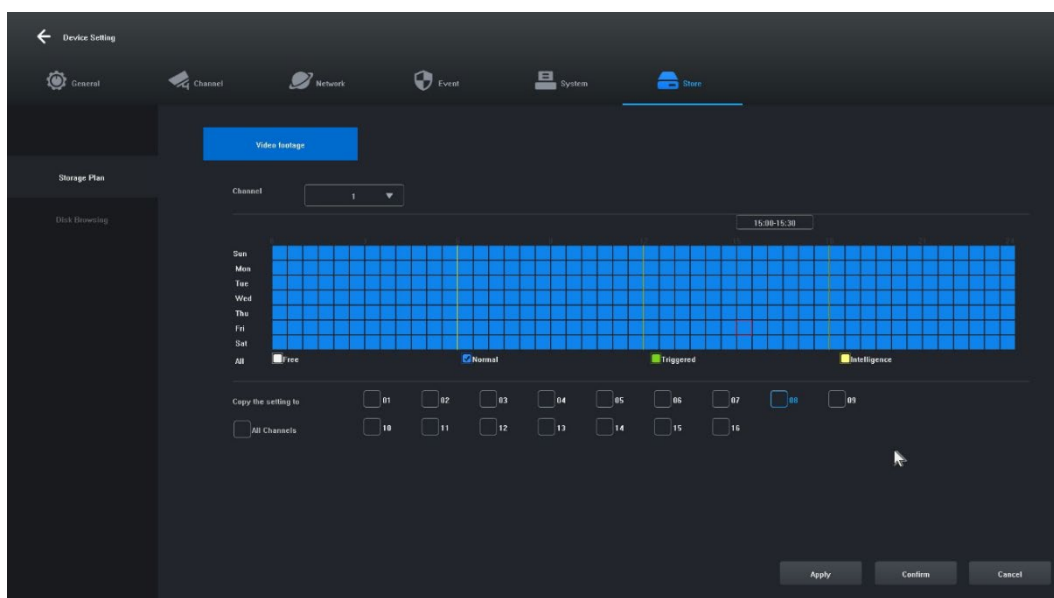 Device Setting
General Channel Network Event System Store
Video footage
Storage Plan
Channel 1
Disk Browsing
15:00-15:30
Sun
Mon
Tue
Wed
Thu
Fri
Sat
All Free Normal Triggered Intelligence
Copy the setting to 01 02 03 04 05 06 07 08 09
All Channels 10 11 12 13 14 15 16
Apply Confirm Cancel